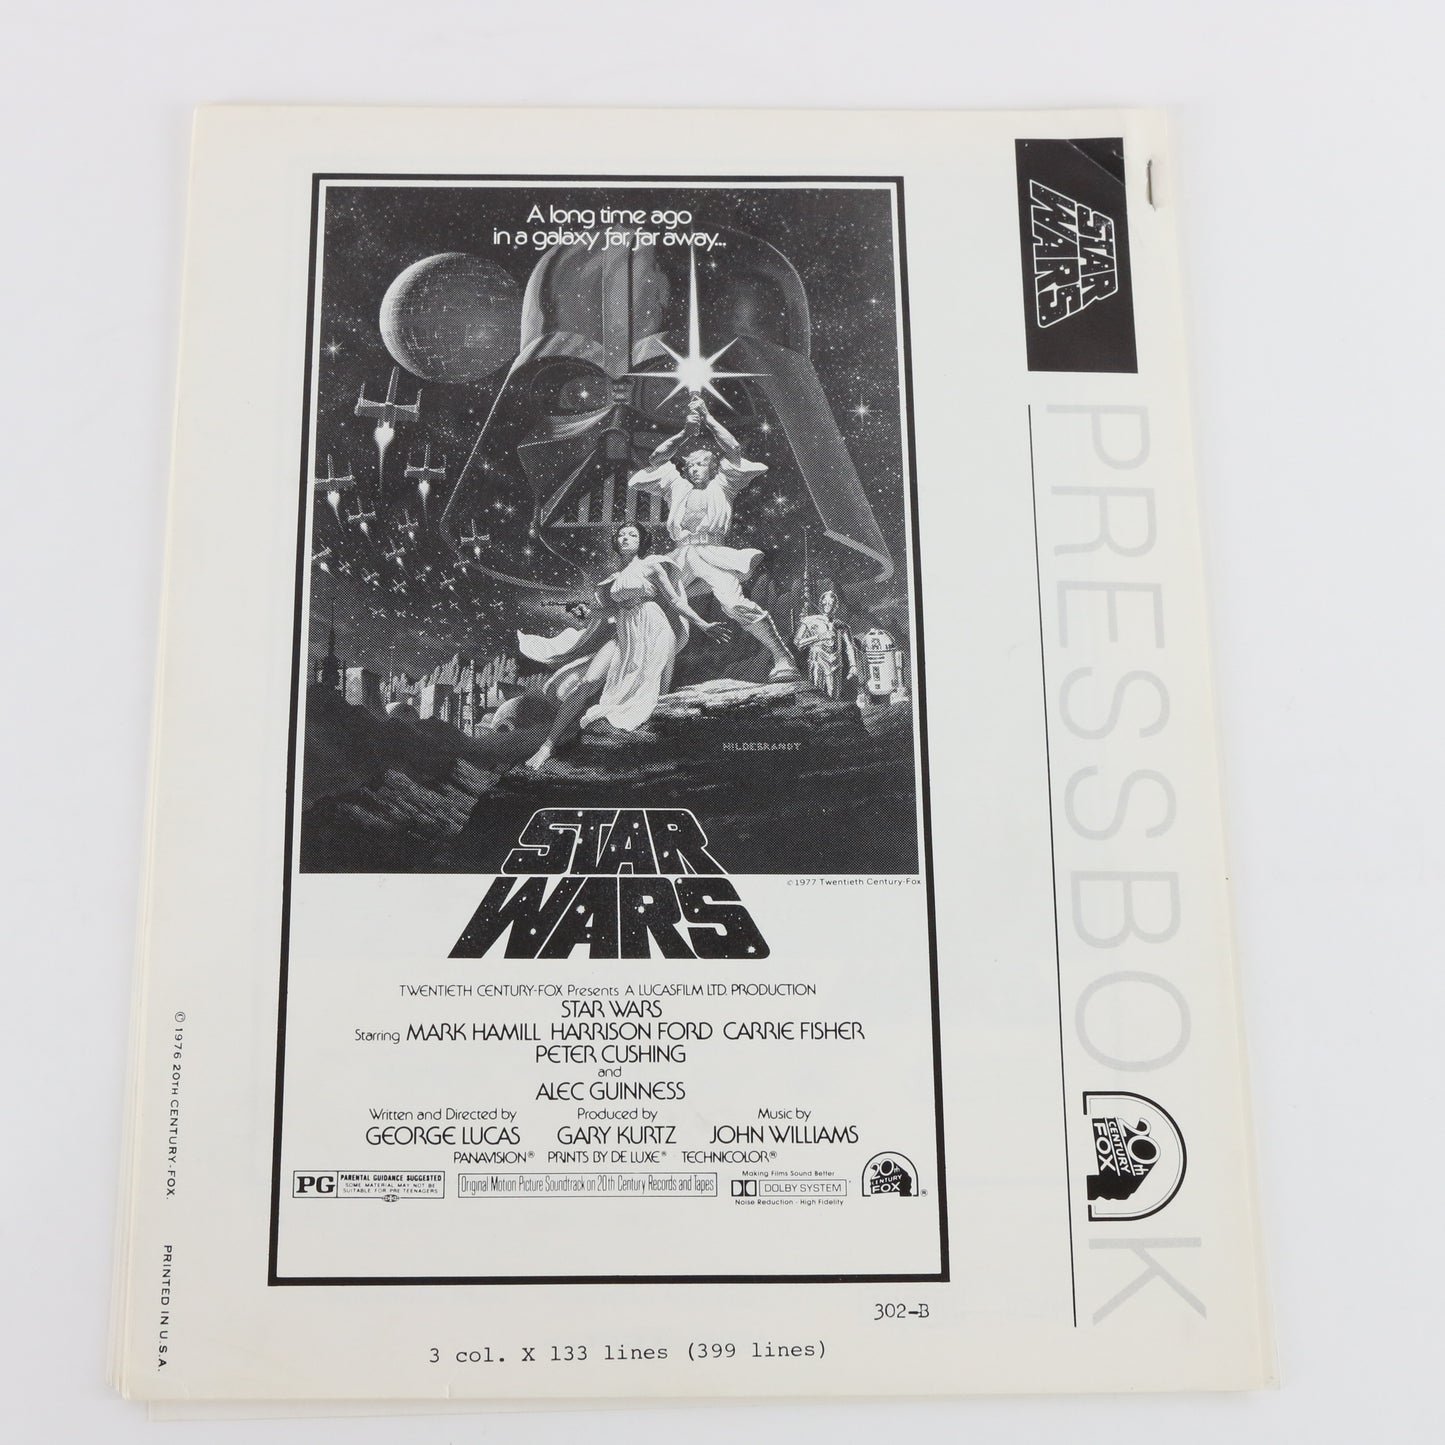 A long time ago
in a galaxy far, far away...
HILDEBRANDT
STAR
WARS
© 1977 Twentieth Century-Fox
TWENTIETH CENTURY-FOX Presents A LUCASFILM LTD. PRODUCTION
STAR WARS
Starring MARK HAMILL HARRISON FORD CARRIE FISHER
PETER CUSHING
and
ALEC GUINNESS
Written and Directed by
GEORGE LUCAS
Produced by
GARY KURTZ
Music by
JOHN WILLIAMS
PANAVISION® PRINTS BY DE LUXE® TECHNICOLOR®
PG PARENTAL GUIDANCE SUGGESTED
SOME MATERIAL MAY NOT BE
SUITABLE FOR PRE-TEENAGERS
Original Motion Picture Soundtrack on 20th Century Records and Tapes
Making Films Sound Better
DOLBY SYSTEM®
Noise Reduction · High Fidelity
20th
CENTURY
FOX ®
302-B
3 col. X 133 lines (399 lines)
© 1976 20TH CENTURY-FOX.
PRINTED IN U.S.A.
STAR
WARS
PRESSBOOK
20th
CENTURY
FOX